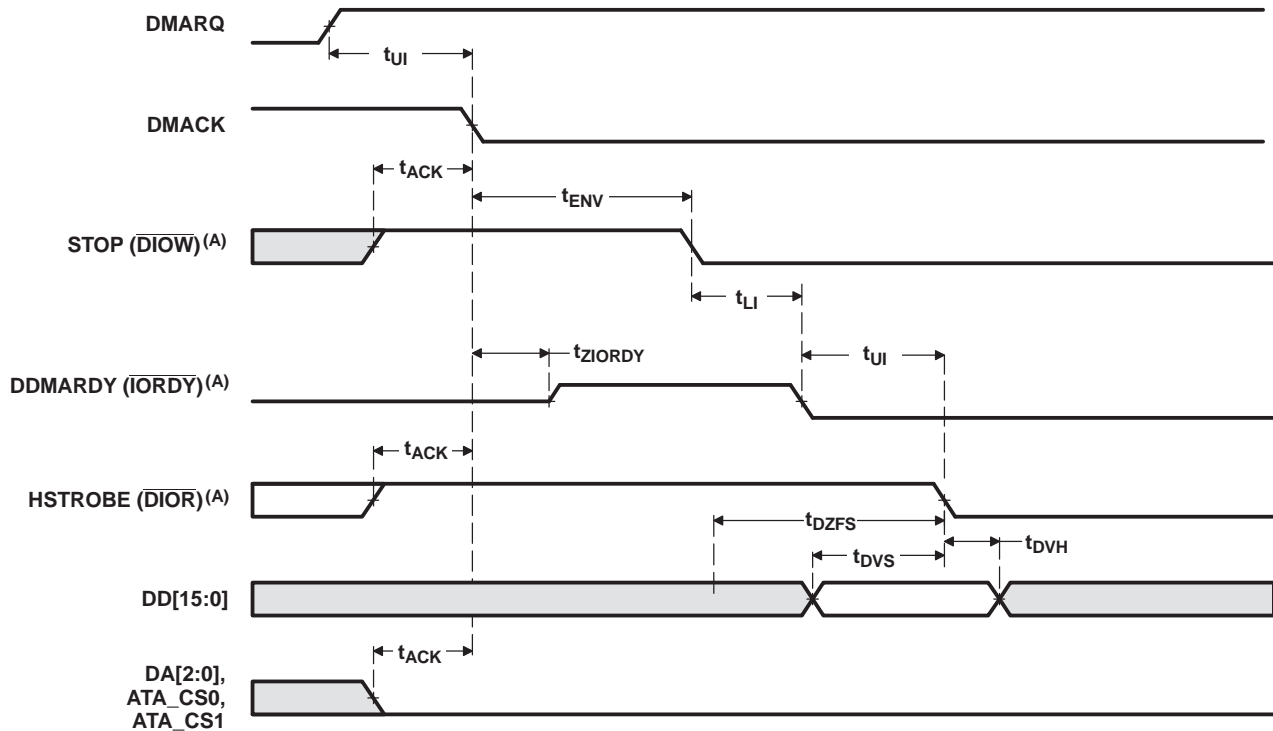 DMARQ
tUI
DMACK
tACK
tENV
STOP (DIOW) (A)
tLI
tZIORDY
tUI
DDMARDY (IORDY) (A)
tACK
HSTROBE (DIOR) (A)
tDZFS
tDVH
tDVS
DD[15:0]
tACK
DA[2:0],
ATA_CS0,
ATA_CS1